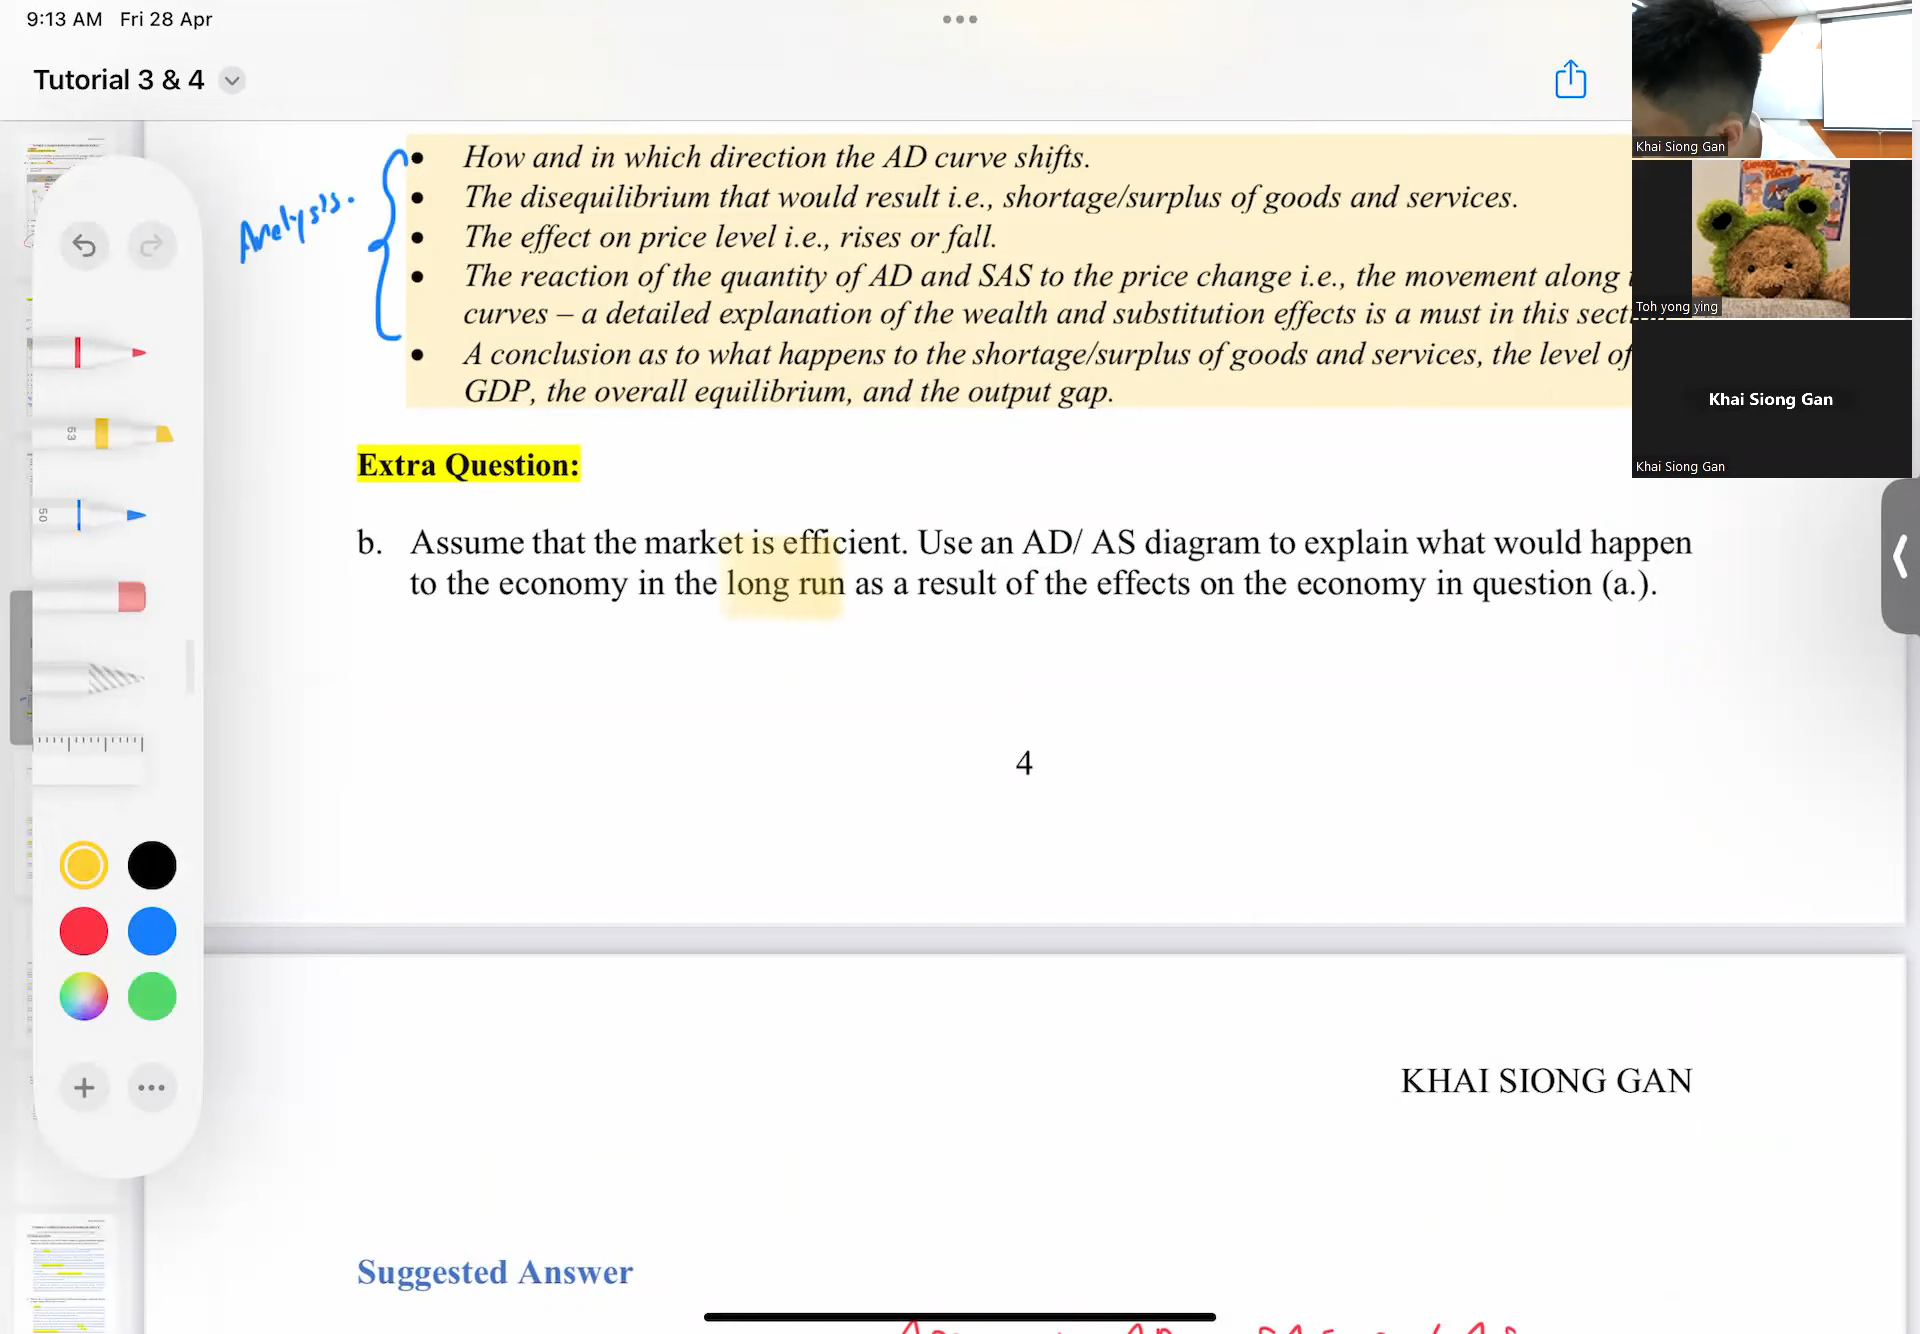 9:13 AM Fri 28 Apr
Tutorial 3 & 4
Analysis.
• How and in which direction the AD curve shifts.
• The disequilibrium that would result i.e., shortage/surplus of goods and services.
• The effect on price level i.e., rises or fall.
• The reaction of the quantity of AD and SAS to the price change i.e., the movement along
curves – a detailed explanation of the wealth and substitution effects is a must in this
• A conclusion as to what happens to the shortage/surplus of goods and services, the level of
GDP, the overall equilibrium, and the output gap.
Extra Question:
b. Assume that the market is efficient. Use an AD/ AS diagram to explain what would happen
to the economy in the long run as a result of the effects on the economy in question (a.).
4
KHAI SIONG GAN
Suggested Answer
53
50
Khai Siong Gan
Toh yong ying
Khai Siong Gan
Khai Siong Gan